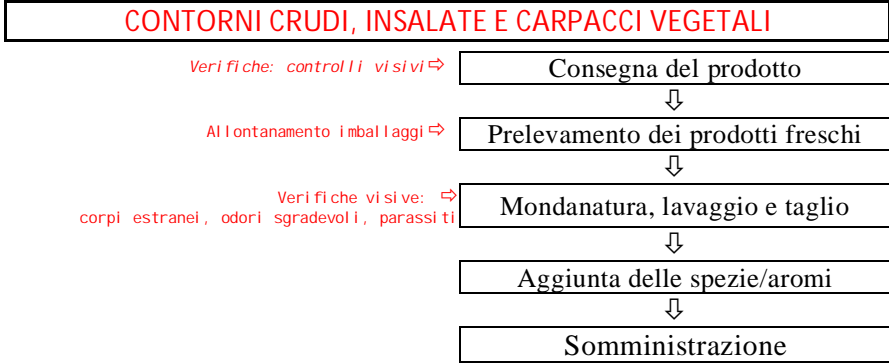 CONTORNI CRUDI, INSALATE E CARPACCI VEGETALI
Verifiche: controlli visivi⇨
Consegna del prodotto
⇩
Allontanamento imballaggi⇨
Prelevamento dei prodotti freschi
⇩
Verifiche visive: ⇨
corpi estranei, odori sgradevoli, parassiti
Mondanatura, lavaggio e taglio
⇩
Aggiunta delle spezie/aromi
⇩
Somministrazione